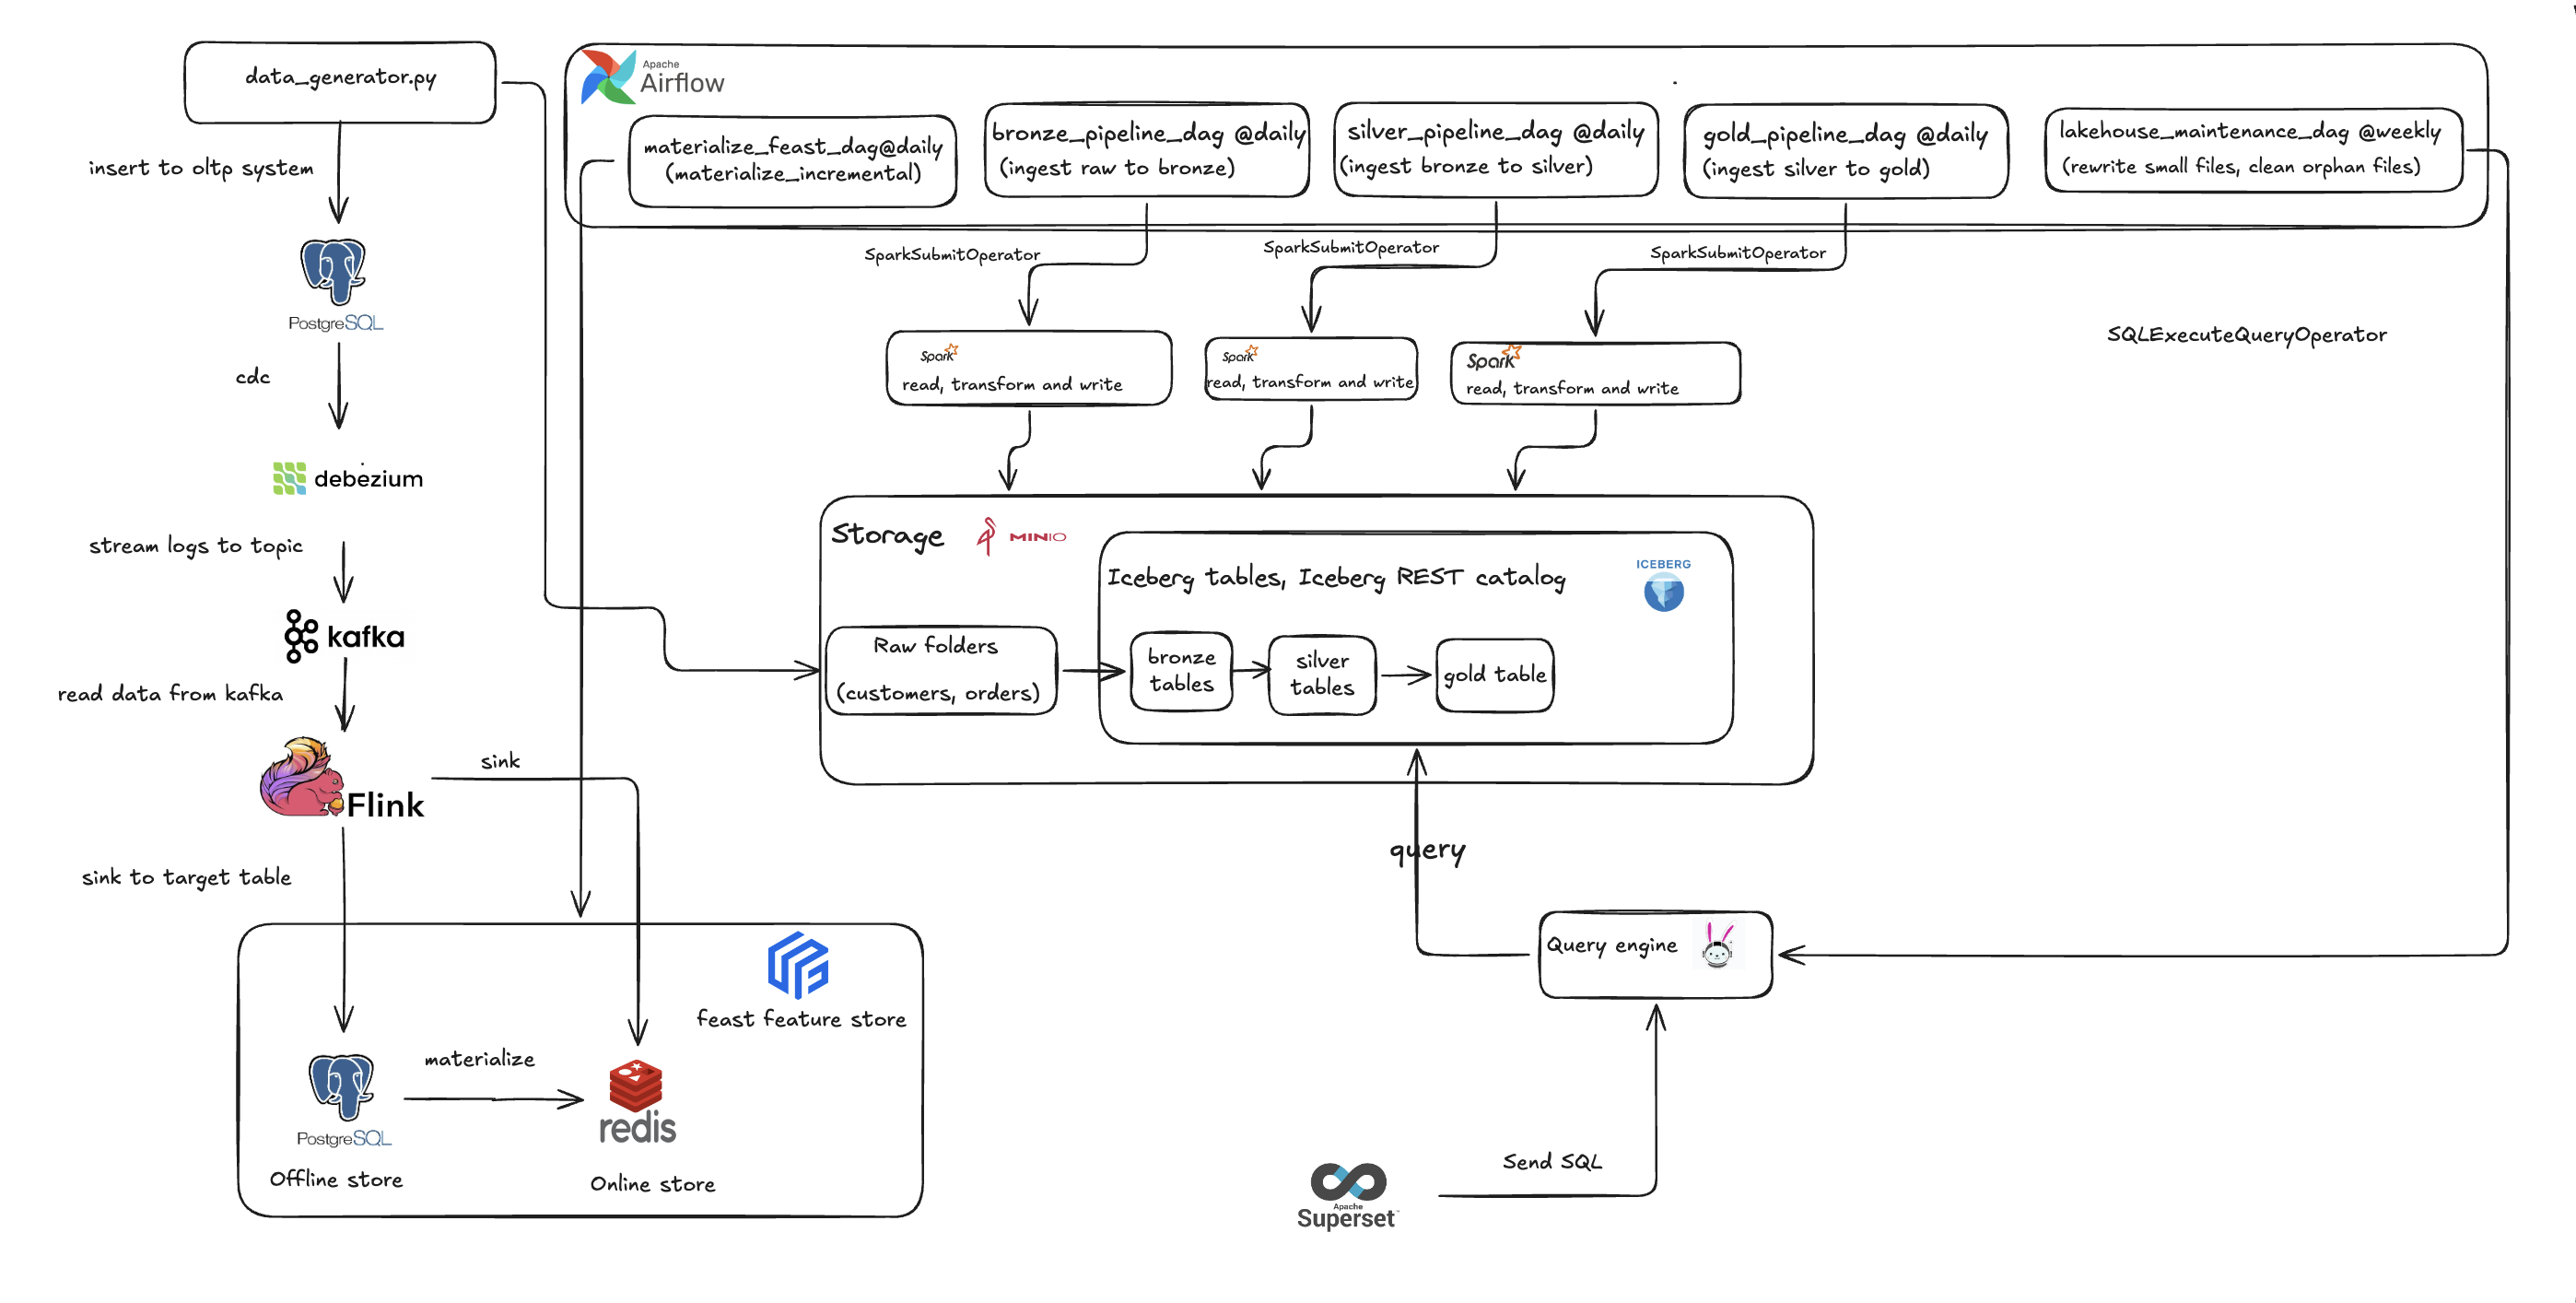 data_generator.py
insert to oltp system
PostgreSQL
cdc
debezium
stream logs to topic
kafka
read data from kafka
Flink
sink
sink to target table
Apache
Airflow
materialize_feast_dag@daily
(materialize_incremental)
bronze_pipeline_dag @daily
(ingest raw to bronze)
silver_pipeline_dag @daily
(ingest bronze to silver)
gold_pipeline_dag @daily
(ingest silver to gold)
lakehouse_maintenance_dag @weekly
(rewrite small files, clean orphan files)
SparkSubmitOperator
SparkSubmitOperator
SparkSubmitOperator
SQLExecuteQueryOperator
Spark
read, transform and write
Spark
read, transform and write
Spark
read, transform and write
Storage
MINIO
Iceberg tables, Iceberg REST catalog
ICEBERG
Raw folders
(customers, orders)
bronze
tables
silver
tables
gold table
query
Query engine
feast feature store
materialize
PostgreSQL
redis
Offline store
Online store
Send SQL
Apache
Superset